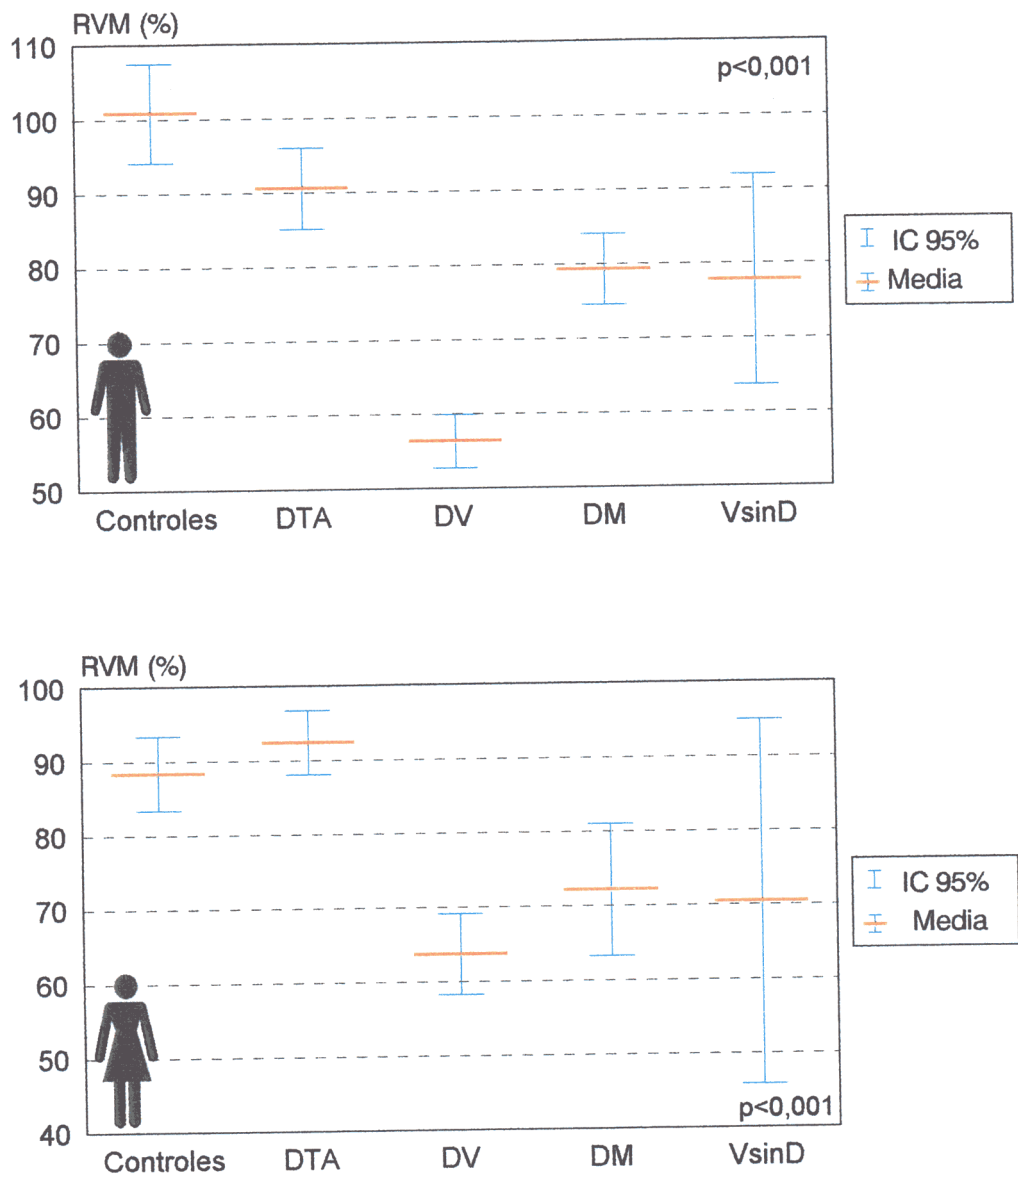 RVM (%)
110
p<0,001
100
90
80
70
60
50
IC 95%
Media
Controles DTA DV DM VsinD
RVM (%)
100
90
80
70
60
50
40
IC 95%
Media
p<0,001
Controles DTA DV DM VsinD